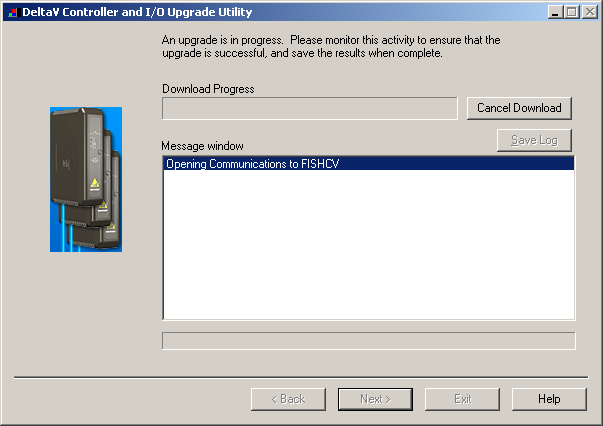 DeltaV Controller and I/O Upgrade Utility
An upgrade is in progress. Please monitor this activity to ensure that the
upgrade is successful, and save the results when complete.
Download Progress
Cancel Download
Save Log
Message window
Opening Communications to FISHCV
< Back
Next >
Exit
Help